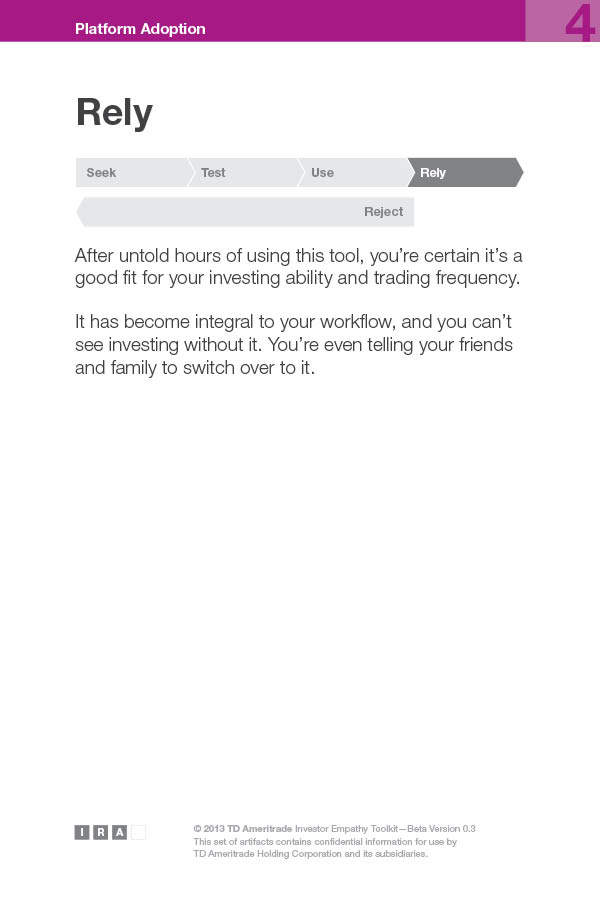 Platform Adoption
4
Rely
Seek Test Use Rely
Reject
After untold hours of using this tool, you’re certain it’s a
good fit for your investing ability and trading frequency.
It has become integral to your workflow, and you can’t
see investing without it. You’re even telling your friends
and family to switch over to it.
I R A
© 2013 TD Ameritrade Investor Empathy Toolkit—Beta Version 0.3
This set of artifacts contains confidential information for use by
TD Ameritrade Holding Corporation and its subsidiaries.